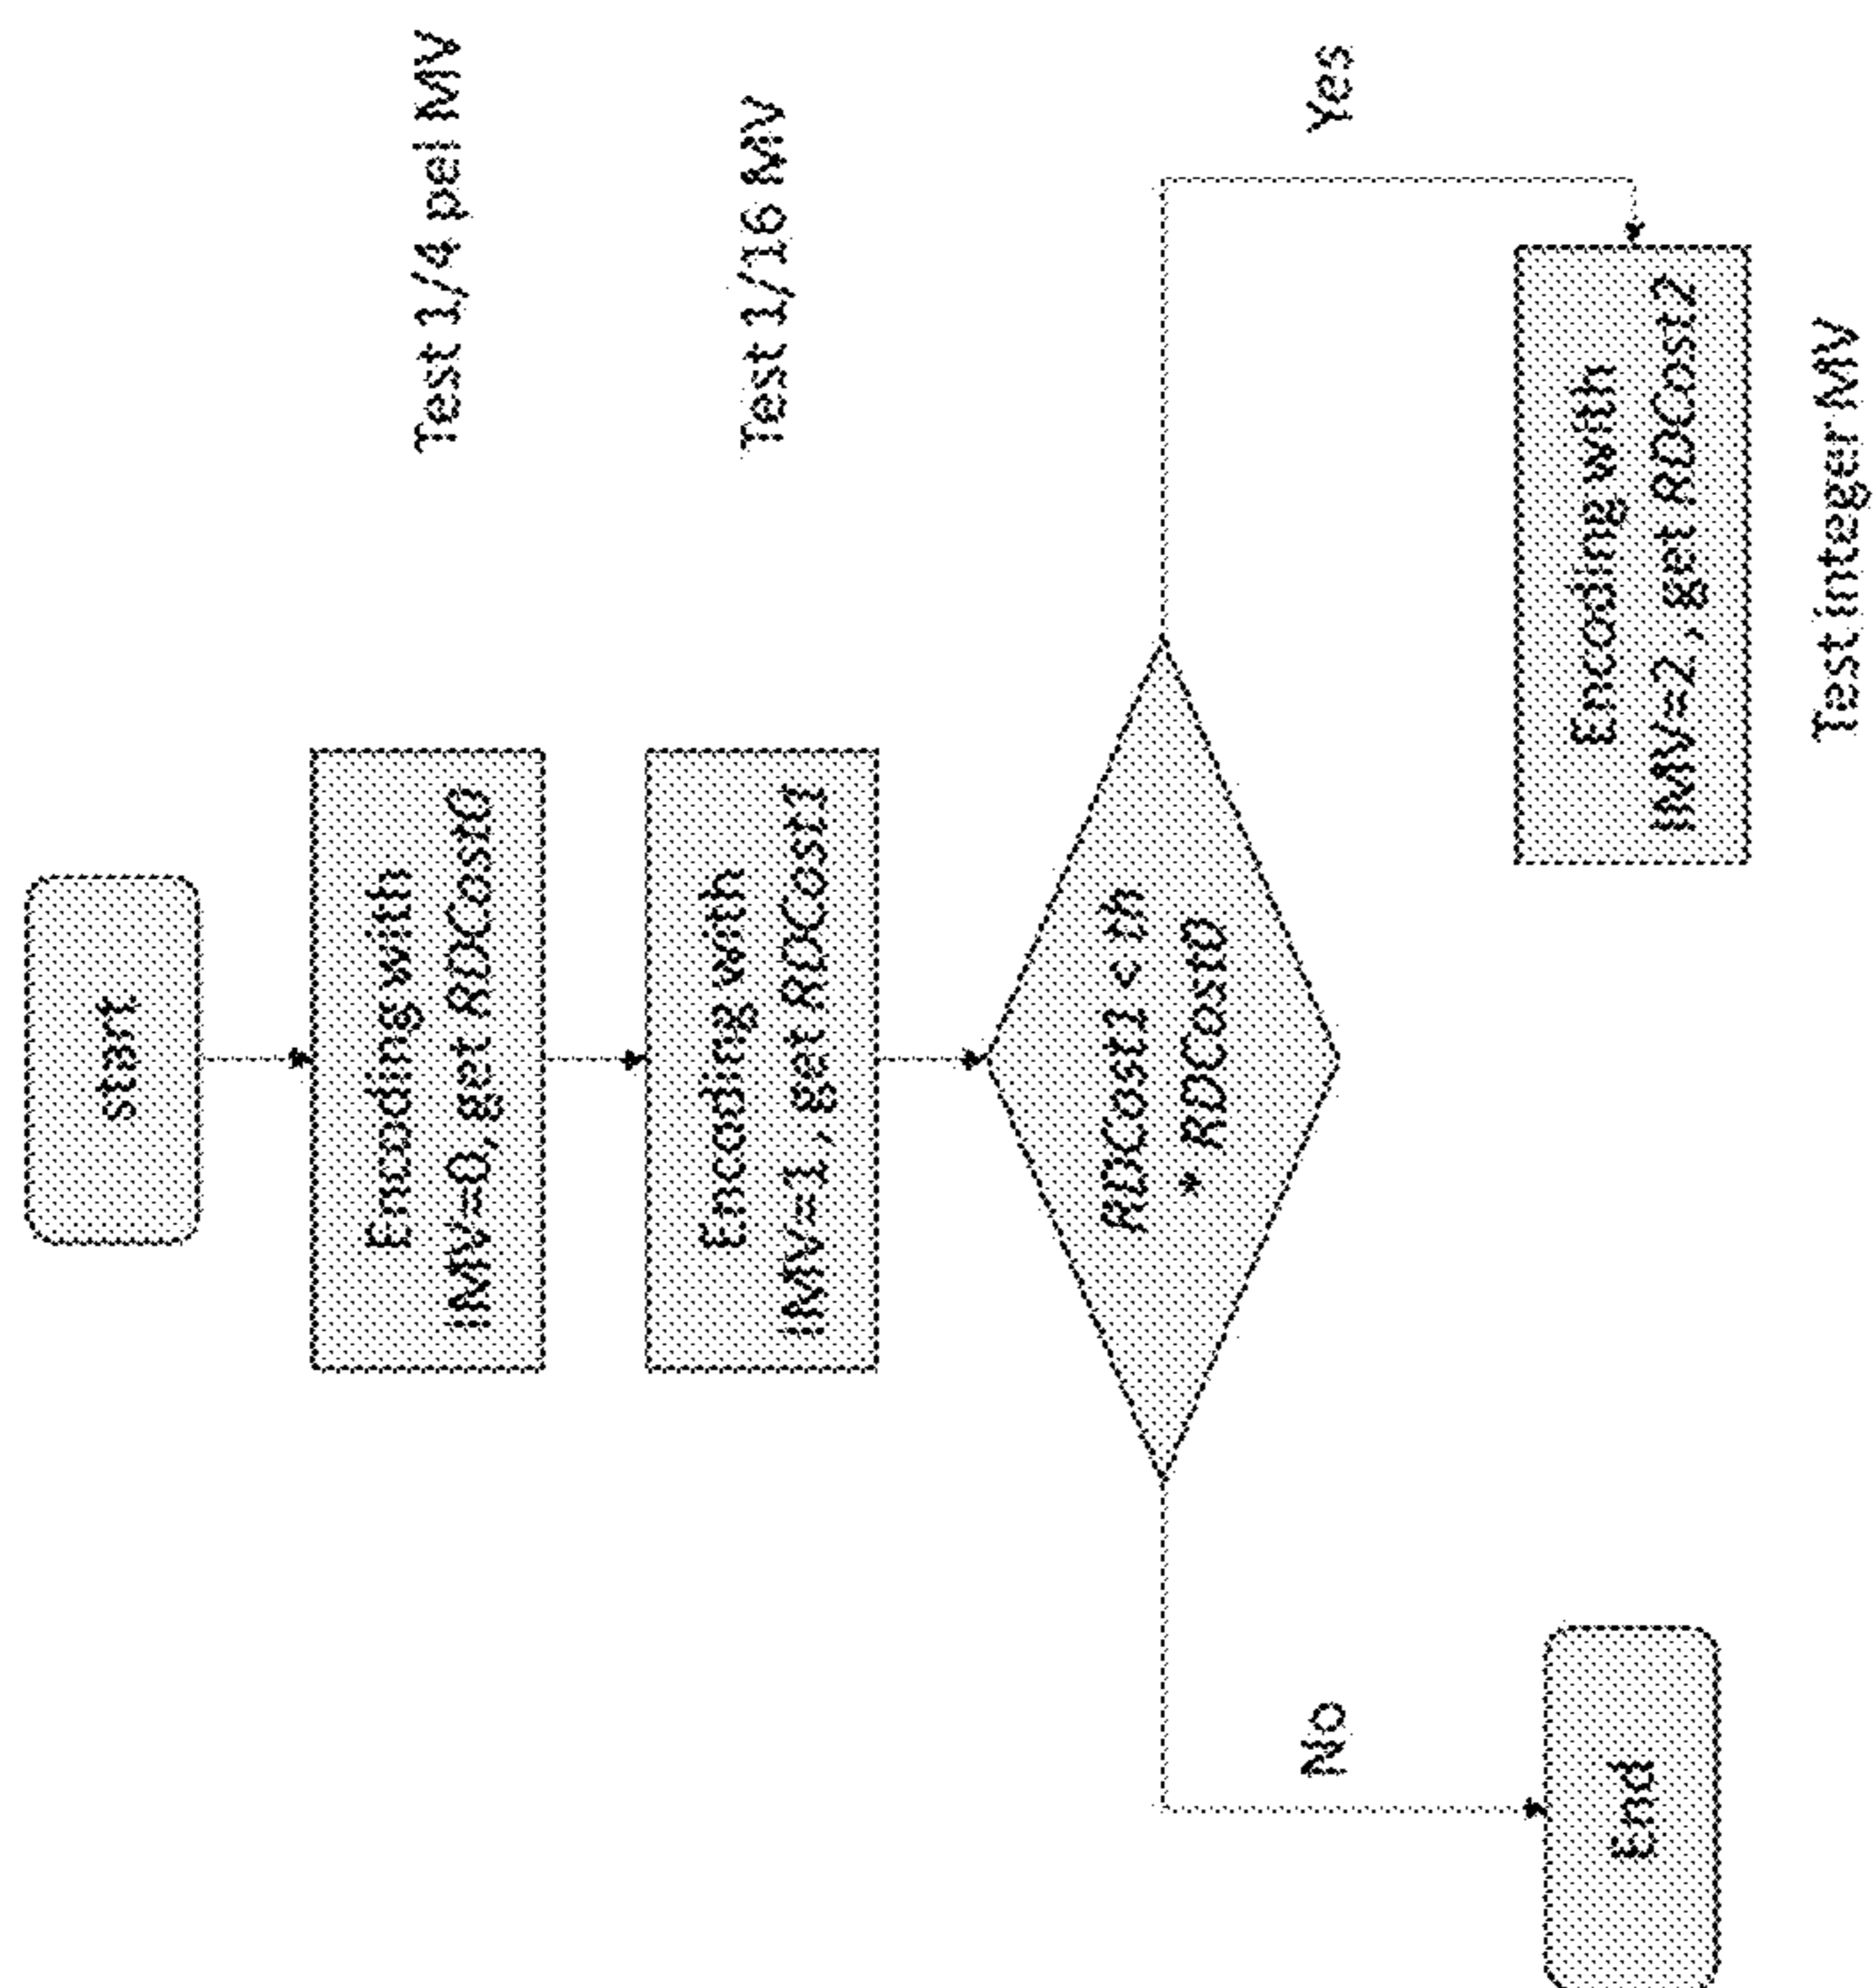 start
Encoding with
IMV=0, get RDCost0
Test 1/4 pel MV
Encoding with
IMV=1, get RDCost1
Test 1/16 MV
RDCost1 < th
* RDCost0
No
Yes
End
Encoding with
IMV=2, get RDCost2
Test intager MV